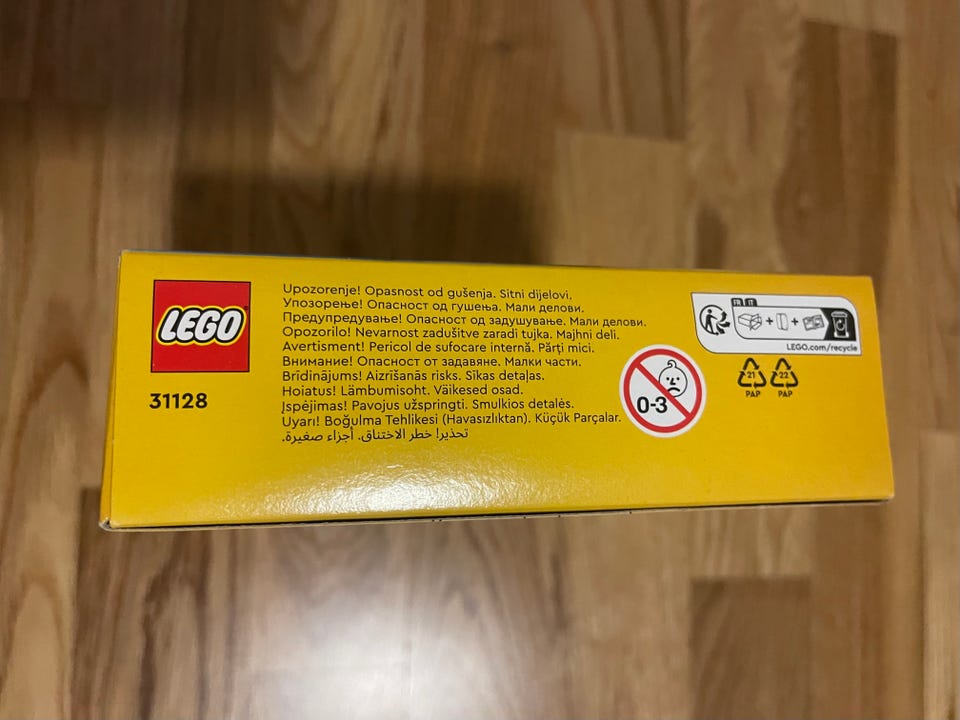 LEGO
31128
Upozorenje! Opasnost od gušenja. Sitni dijelovi.
Упозорење! Опасност од гушења. Мали делови.
Предупредување! Опасност од задушување. Мали делови.
Opozorilo! Nevarnost zadušitve zaradi tujka. Majhni deli.
Avertisment! Pericol de sufocare internă. Părți mici.
Внимание! Опасност от задавяне. Малки части.
Brīdinājums! Aizrīšanās risks. Sīkas detaļas.
Hoiatus! Lämbumisoht. Väikesed osad.
Įspėjimas! Pavojus užspringti. Smulkios detalės.
Uyarı! Boğulma Tehlikesi (Havasızlıktan). Küçük Parçalar.
تحذير! خطر الاختناق. أجزاء صغيرة.
0-3
FR IT
+ +
LEGO.com/recycle
21 22
PAP PAP